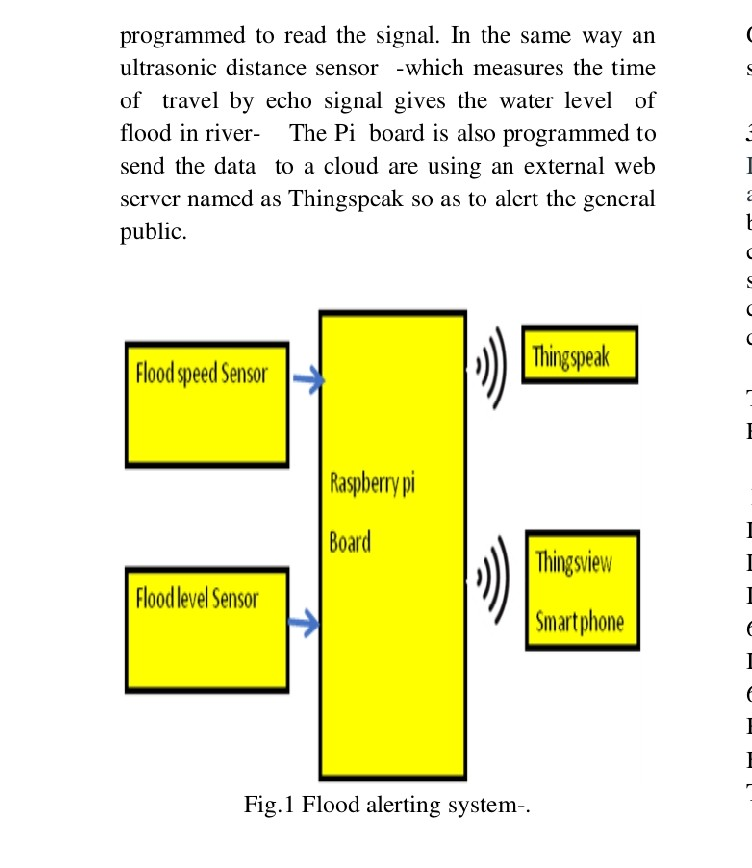 programmed to read the signal. In the same way an
ultrasonic distance sensor -which measures the time
of travel by echo signal gives the water level of
flood in river- The Pi board is also programmed to
send the data to a cloud are using an external web
server named as Thingspeak so as to alert the general
public.
Flood speed Sensor
Flood level Sensor
Raspberry pi
Board
Thingspeak
Thingsview
Smart phone
Fig.1 Flood alerting system-.